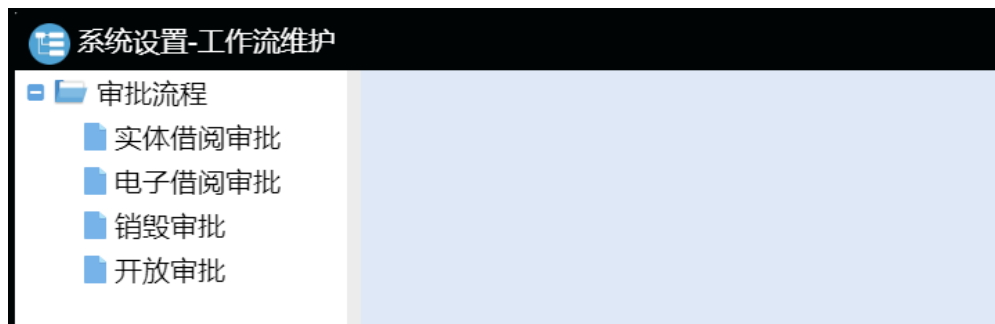 系统设置-工作流维护
审批流程
实体借阅审批
电子借阅审批
销毁审批
开放审批